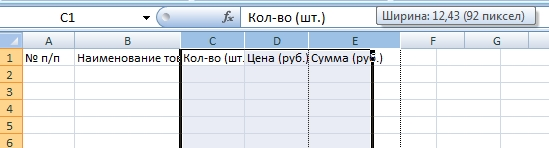 C1 Кол-во (шт.) Ширина: 12,43 (92 пиксел)
A B C D E F G
1 № п/п Наименование тов Кол-во (шт. Цена (руб.) Сумма (руб.)
2
3
4
5
6